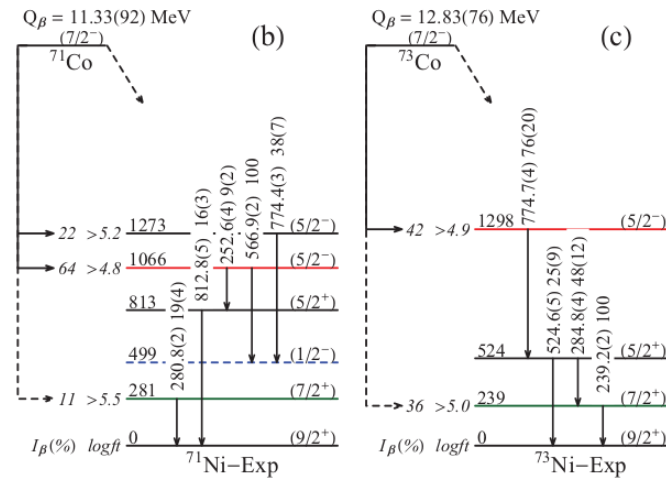 Qβ = 11.33(92) MeV
(7/2⁻)
⁷¹Co
(b)
280.8(2) 19(4)
812.8(5) 16(3)
252.6(4) 9(2)
566.9(2) 100
774.4(3) 38(7)
22 >5.2 1273 (5/2⁻)
64 >4.8 1066 (5/2⁻)
813 (5/2⁺)
499 (1/2⁻)
11 >5.5 281 (7/2⁺)
Iβ(%) logft 0 (9/2⁺)
⁷¹Ni−Exp
Qβ = 12.83(76) MeV
(7/2⁻)
⁷³Co
(c)
774.7(4) 76(20)
524.6(5) 25(9)
284.8(4) 48(12)
239.2(2) 100
42 >4.9 1298 (5/2⁻)
524 (5/2⁺)
36 >5.0 239 (7/2⁺)
Iβ(%) logft 0 (9/2⁺)
⁷³Ni−Exp